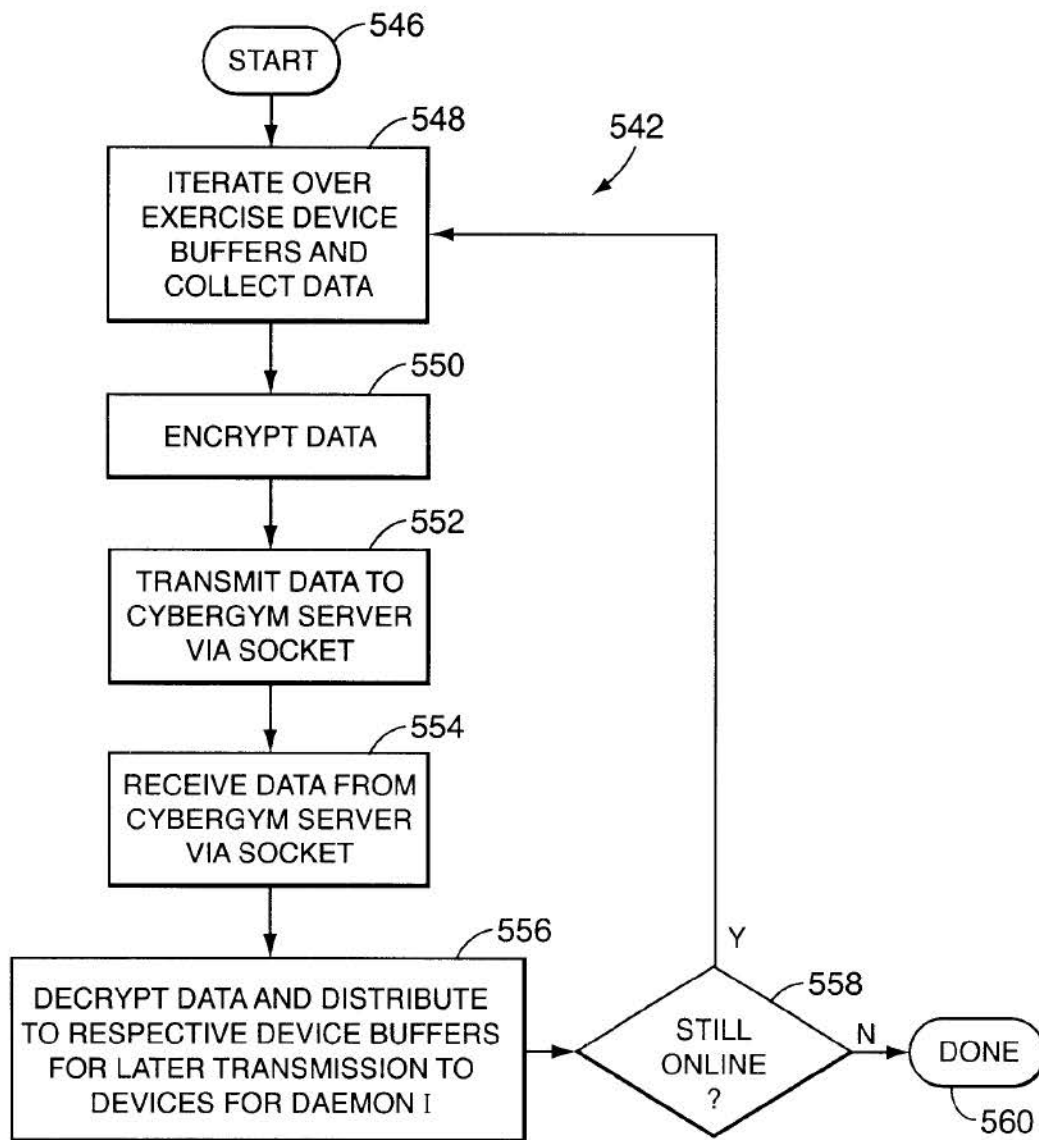 START
546
548
542
ITERATE OVER
EXERCISE DEVICE
BUFFERS AND
COLLECT DATA
550
ENCRYPT DATA
552
TRANSMIT DATA TO
CYBERGYM SERVER
VIA SOCKET
554
RECEIVE DATA FROM
CYBERGYM SERVER
VIA SOCKET
556
DECRYPT DATA AND DISTRIBUTE
TO RESPECTIVE DEVICE BUFFERS
FOR LATER TRANSMISSION TO
DEVICES FOR DAEMON I
Y
558
STILL
ONLINE
?
N
DONE
560